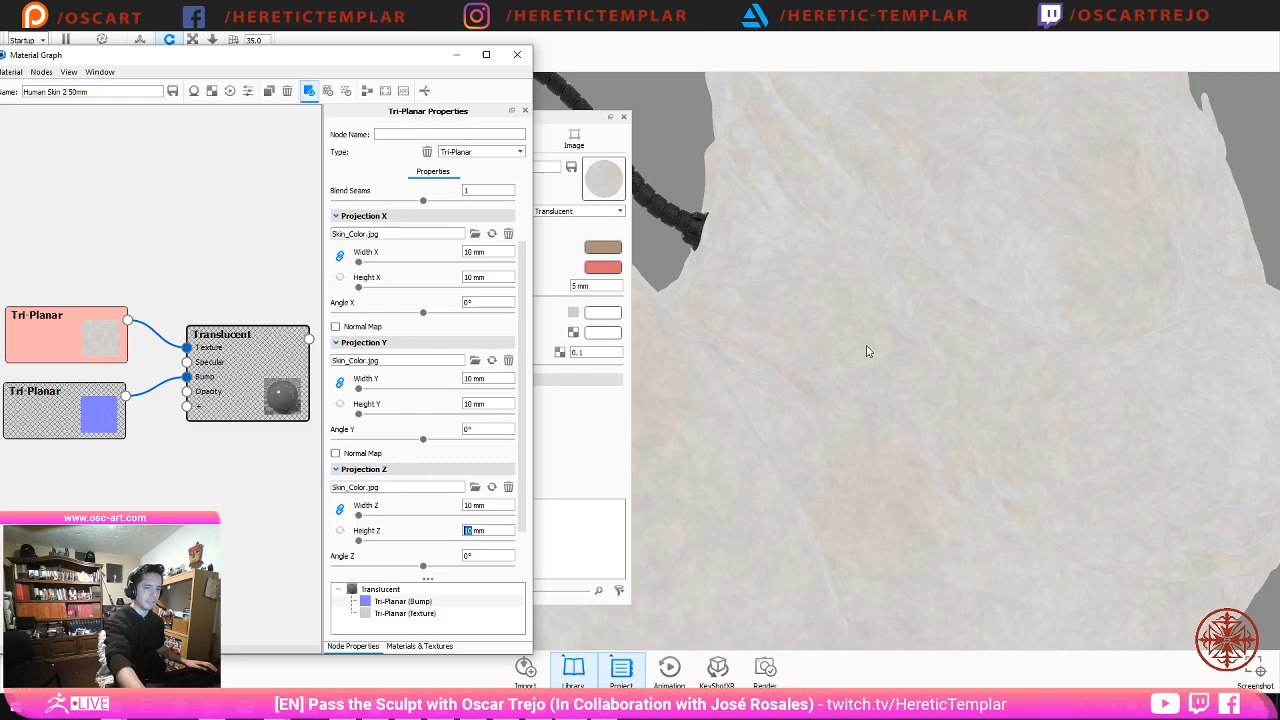 /OSCART
/HERETICTEMPLAR
/HERETICTEMPLAR
/HERETIC-TEMPLAR
/OSCARTREJO
Startup
35.0
Material Graph
Nodes
View
Window
Human Skin 2 50mm
Tri-Planar Properties
Node Name:
Type:
Tri-Planar
Properties
Blend Seams
1
Projection X
Skin_Color.jpg
Width X
10 mm
Height X
10 mm
Angle X
0°
Normal Map
Projection Y
Skin_Color.jpg
Width Y
10 mm
Height Y
10 mm
Angle Y
0°
Normal Map
Projection Z
Skin_Color.jpg
Width Z
10 mm
Height Z
10 mm
Angle Z
0°
Translucent
Tri-Planar (Bump)
Tri-Planar (Texture)
Node Properties
Materials & Textures
Tri-Planar
Tri-Planar
Translucent
Texture
Specular
Bump
Opacity
+
Image
Translucent
5 mm
0.1
www.osc-art.com
Import
Library
Project
Animation
KeyShotXR
Render
Screenshot
LIVE
[EN] Pass the Sculpt with Oscar Trejo (In Collaboration with José Rosales) - twitch.tv/HereticTemplar